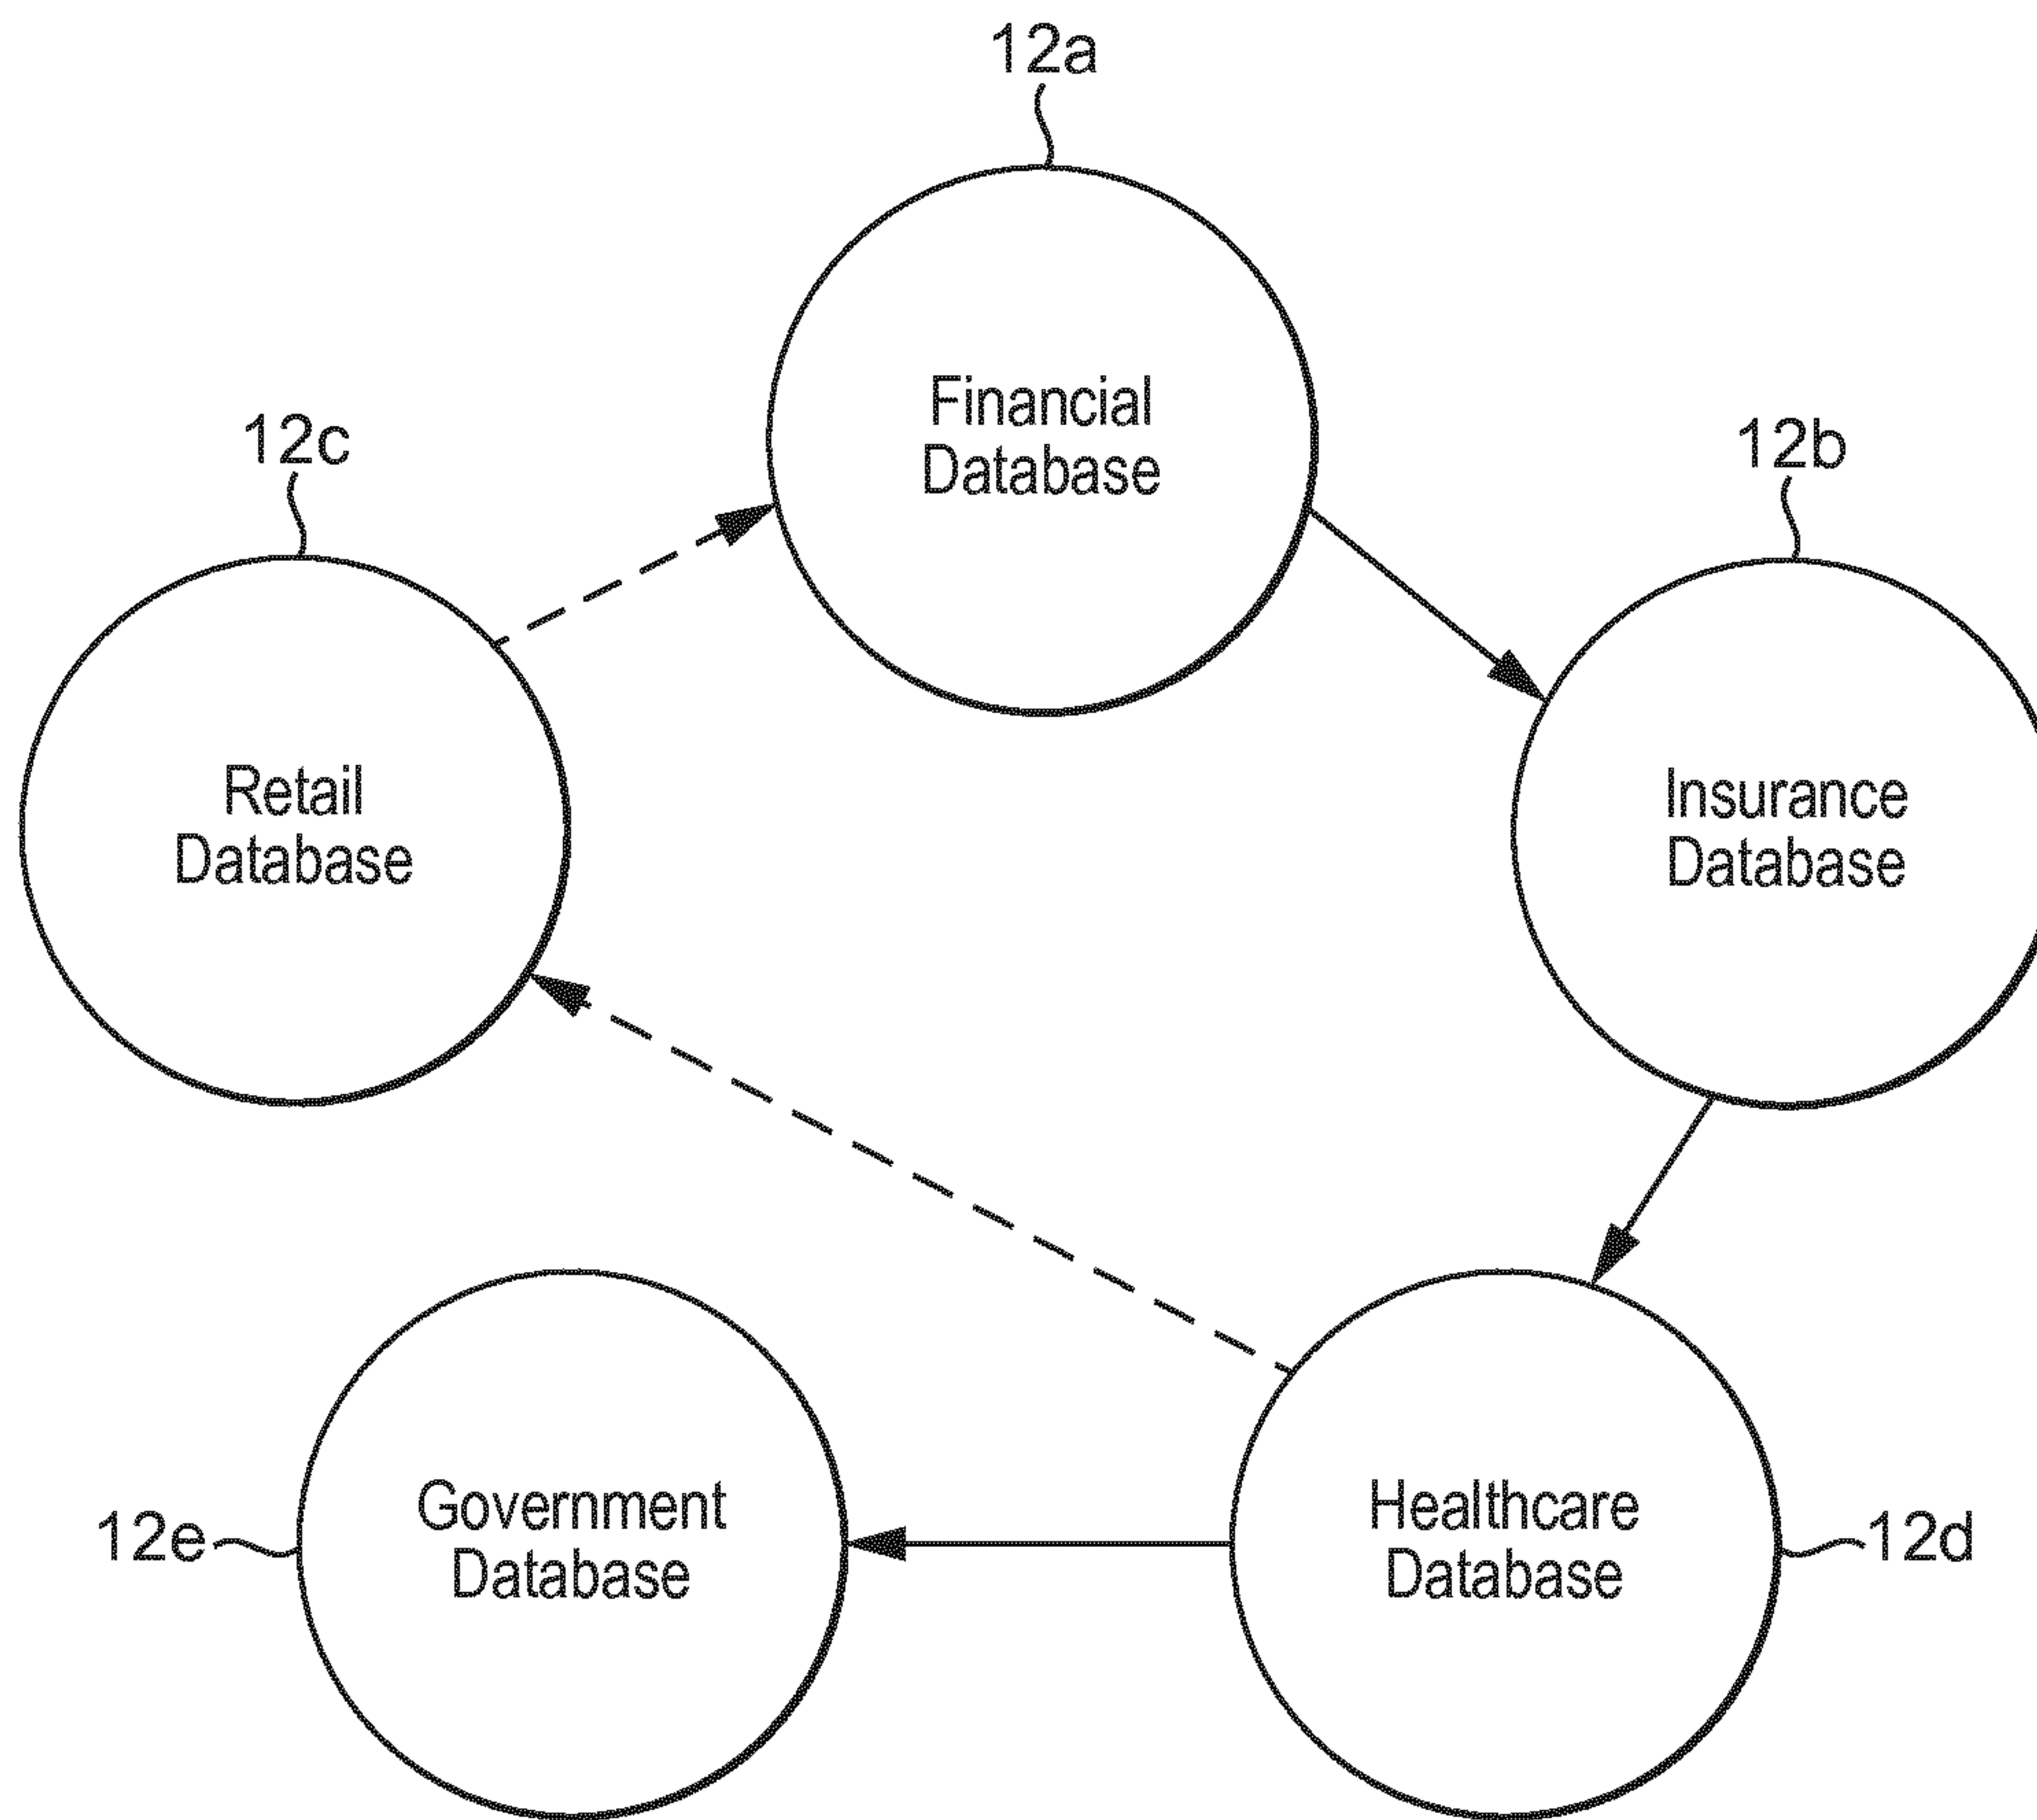 12a
Financial
Database
12c
Retail
Database
12b
Insurance
Database
12e
Government
Database
Healthcare
Database
12d